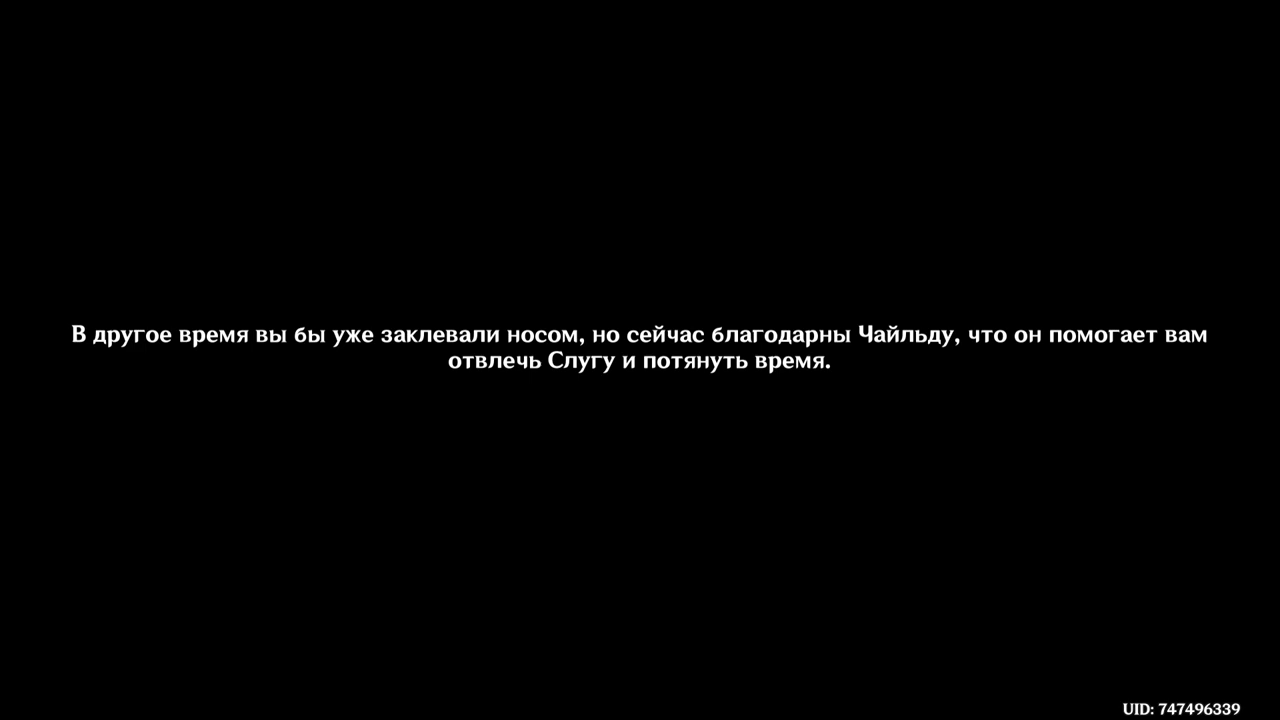 В другое время вы бы уже заклевали носом, но сейчас благодарны Чайльду, что он помогает вам
отвлечь Слугу и потянуть время.
UID: 747496339